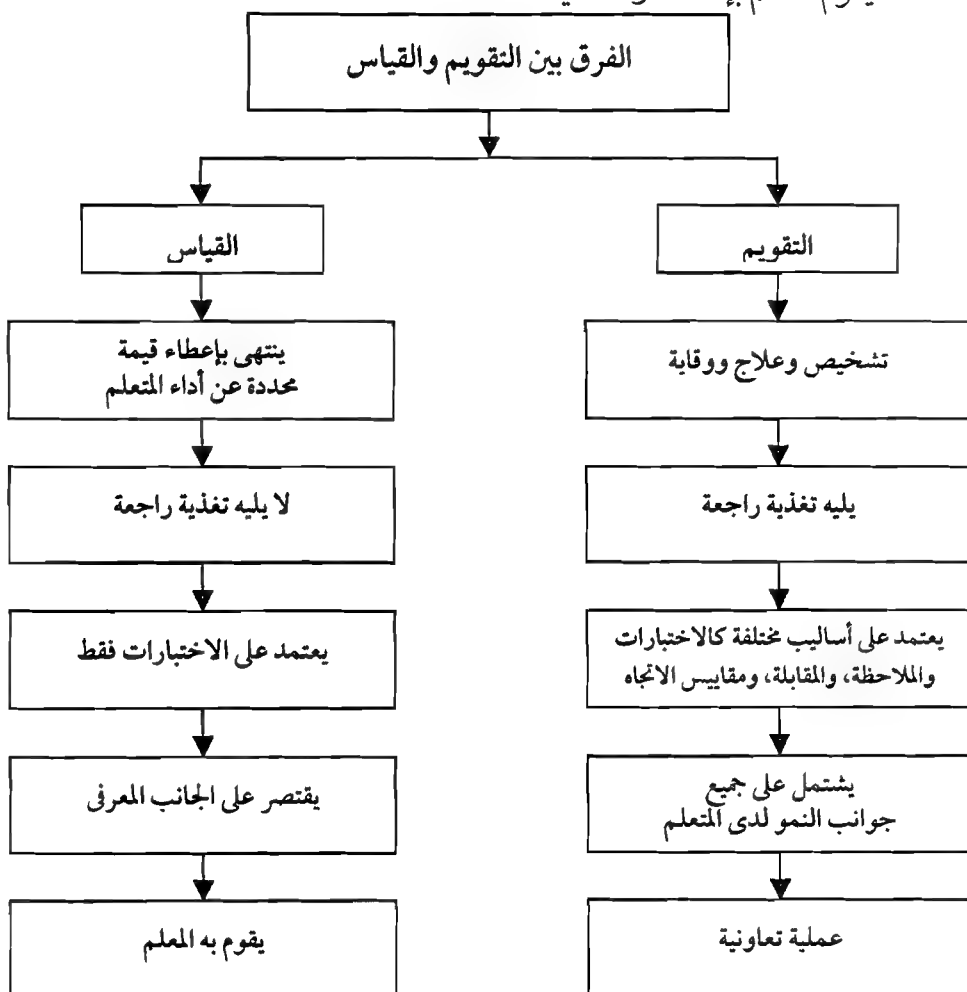 الفرق بين التقويم والقياس
التقويم
القياس
تشخيص وعلاج ووقاية
ينتهى بإعطاء قيمة
محددة عن أداء المتعلم
يليه تغذية راجعة
لا يليه تغذية راجعة
يعتمد على أساليب مختلفة كالاختبارات
والملاحظة، والمقابلة، ومقاييس الاتجاه
يعتمد على الاختبارات فقط
يشتمل على جميع
جوانب النمو لدى المتعلم
يقتصر على الجانب المعرفى
عملية تعاونية
يقوم به المعلم